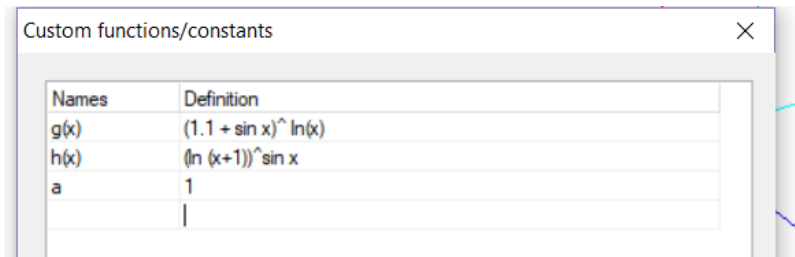 Custom functions/constants
Names Definition
g(x) (1.1 + sin x)^ ln(x)
h(x) (ln (x+1))^sin x
a 1